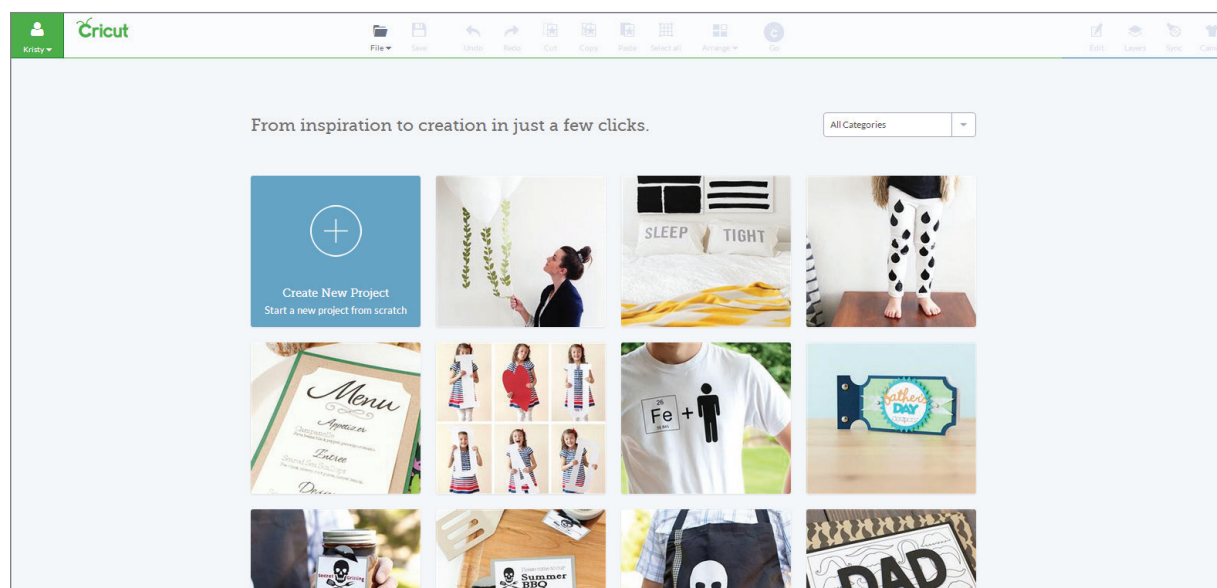 Kristy
Cricut
File
Save
Undo
Redo
Cut
Copy
Paste
Select all
Arrange
Go
Edit
Layers
Sync
From inspiration to creation in just a few clicks.
All Categories
Create New Project
Start a new project from scratch
SLEEP TIGHT
Menu
Appetizer
Entree
26
Fe +
father's
DAY
Summer
BBQ
DAD